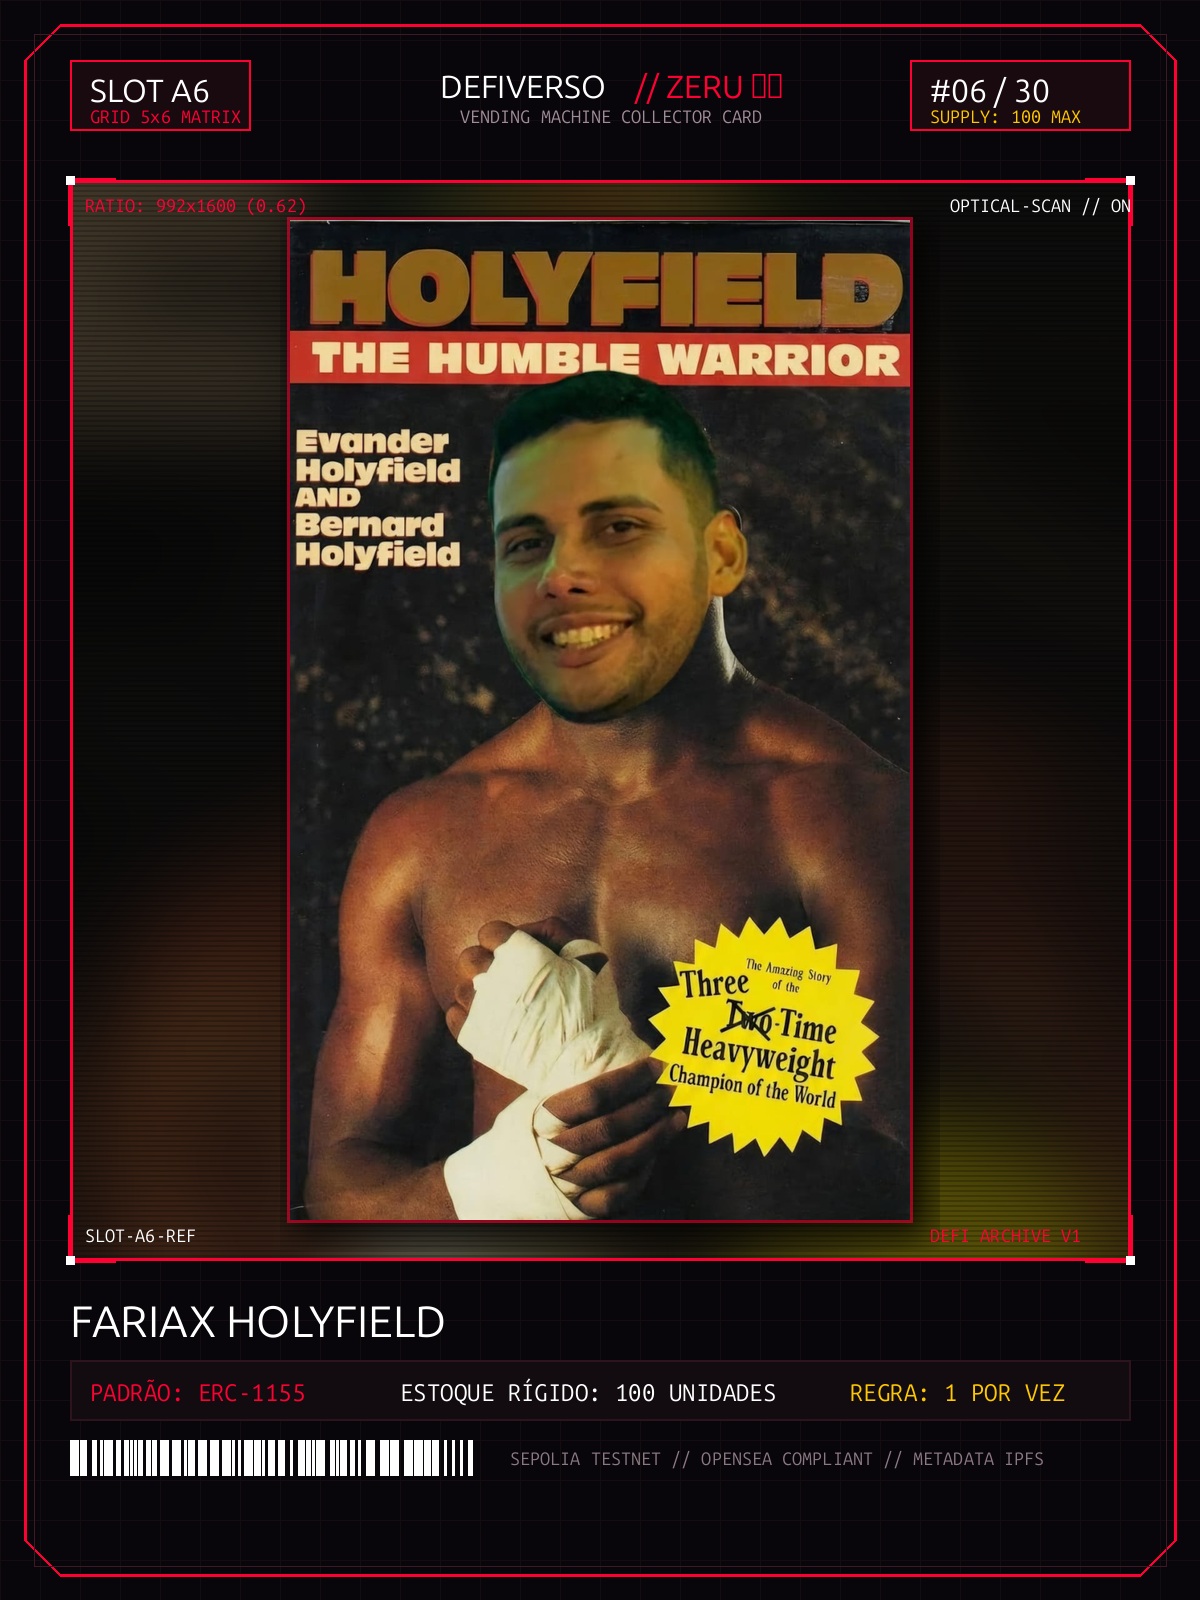 SLOT A6
GRID 5x6 MATRIX
DEFIVERSO // ZERU
VENDING MACHINE COLLECTOR CARD
#06 / 30
SUPPLY: 100 MAX
RATIO: 992x1600 (0.62)
OPTICAL-SCAN // ON
HOLYFIELD
THE HUMBLE WARRIOR
Evander
Holyfield
AND
Bernard
Holyfield
The Amazing Story
of the
Three
Two-Time
Heavyweight
Champion of the World
SLOT-A6-REF
DEFI ARCHIVE V1
FARIAX HOLYFIELD
PADRÃO: ERC-1155
ESTOQUE RÍGIDO: 100 UNIDADES
REGRA: 1 POR VEZ
SEPOLIA TESTNET // OPENSEA COMPLIANT // METADATA IPFS